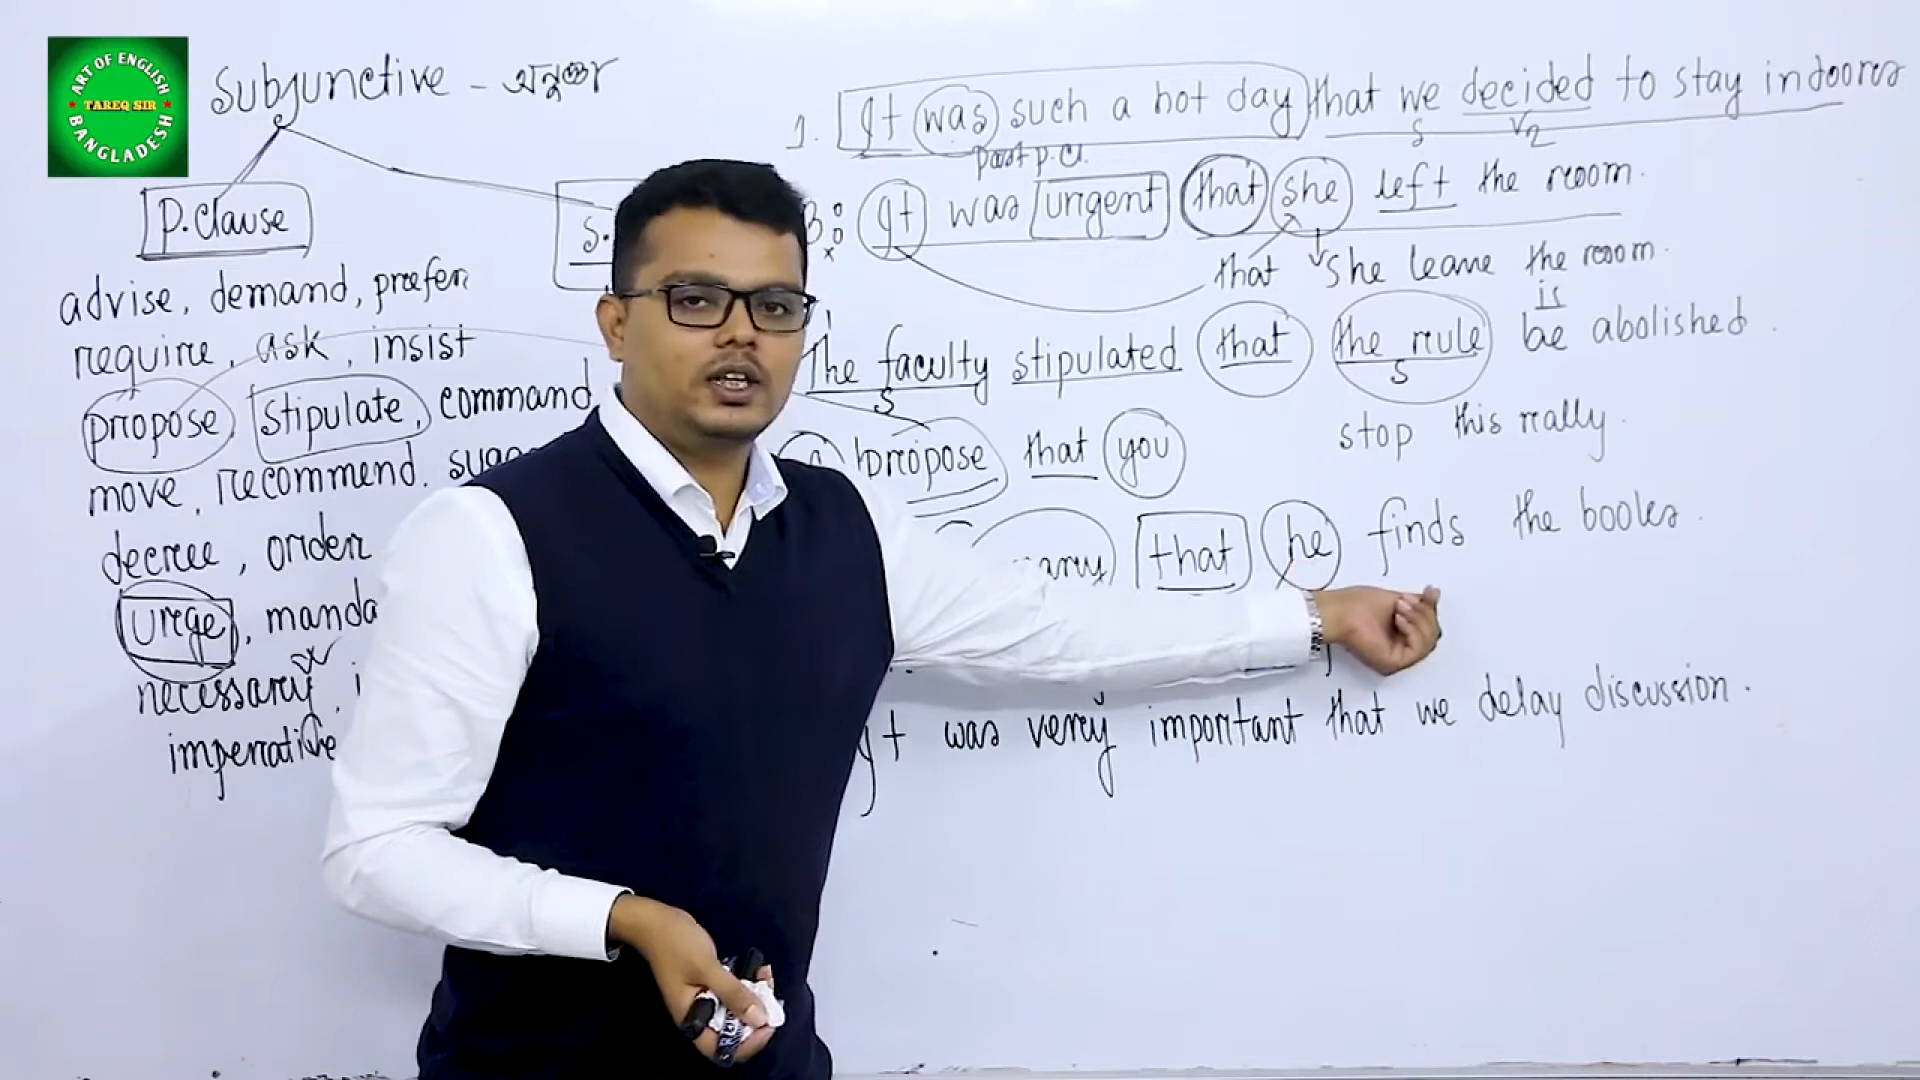 ART OF ENGLISH
TAREQ SIR
BANGLADESH
Subjunctive -
P. Clause
S.
advise, demand, prefer
require, ask, insist
propose, stipulate, command
move, recommend.
decree, order
urge,
necessary,
imperative
1. It was such a hot day that we decided to stay indoors
S V2
past p.cl.
It was urgent that she left the room.
that she leave the room.
is
The faculty stipulated that the rule be abolished.
S S
propose that you stop this rally.
that he finds the books.
It was very important that we delay discussion.